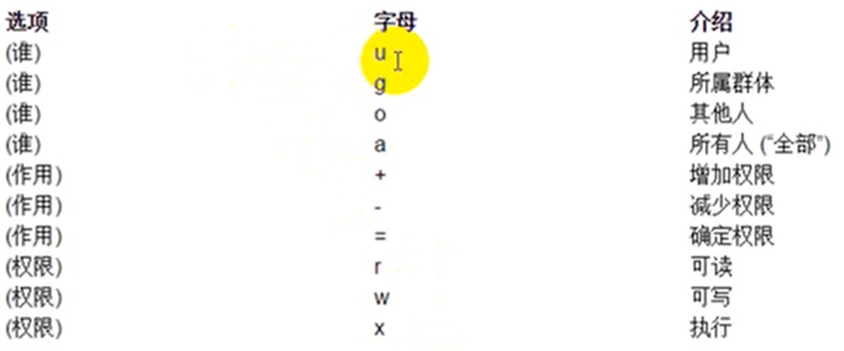 选项 字母 介绍
(谁) u 用户
(谁) g 所属群体
(谁) o 其他人
(谁) a 所有人 (“全部”)
(作用) + 增加权限
(作用) - 减少权限
(作用) = 确定权限
(权限) r 可读
(权限) w 可写
(权限) x 执行